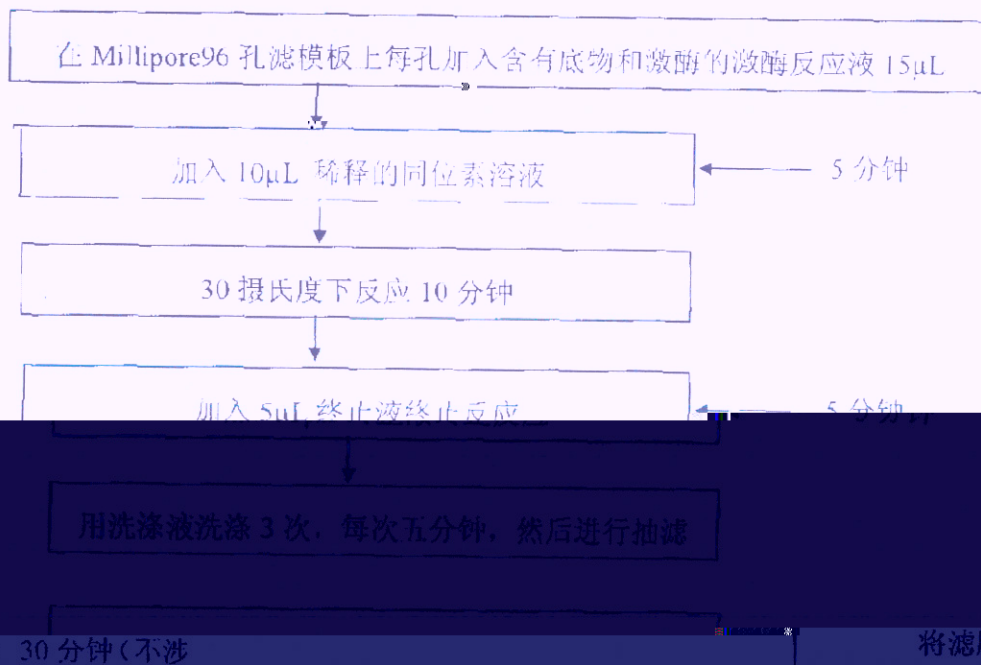 在 Millipore96 孔滤模板上每孔加入含有底物和激酶的激酶反应液 15μL
加入 10μL 稀释的同位素溶液
5 分钟
30 摄氏度下反应 10 分钟
加入 5μL 终止液终止反应
5 分钟
用洗涤液洗涤 3 次，每次五分钟，然后进行抽滤
30 分钟（不涉
将滤